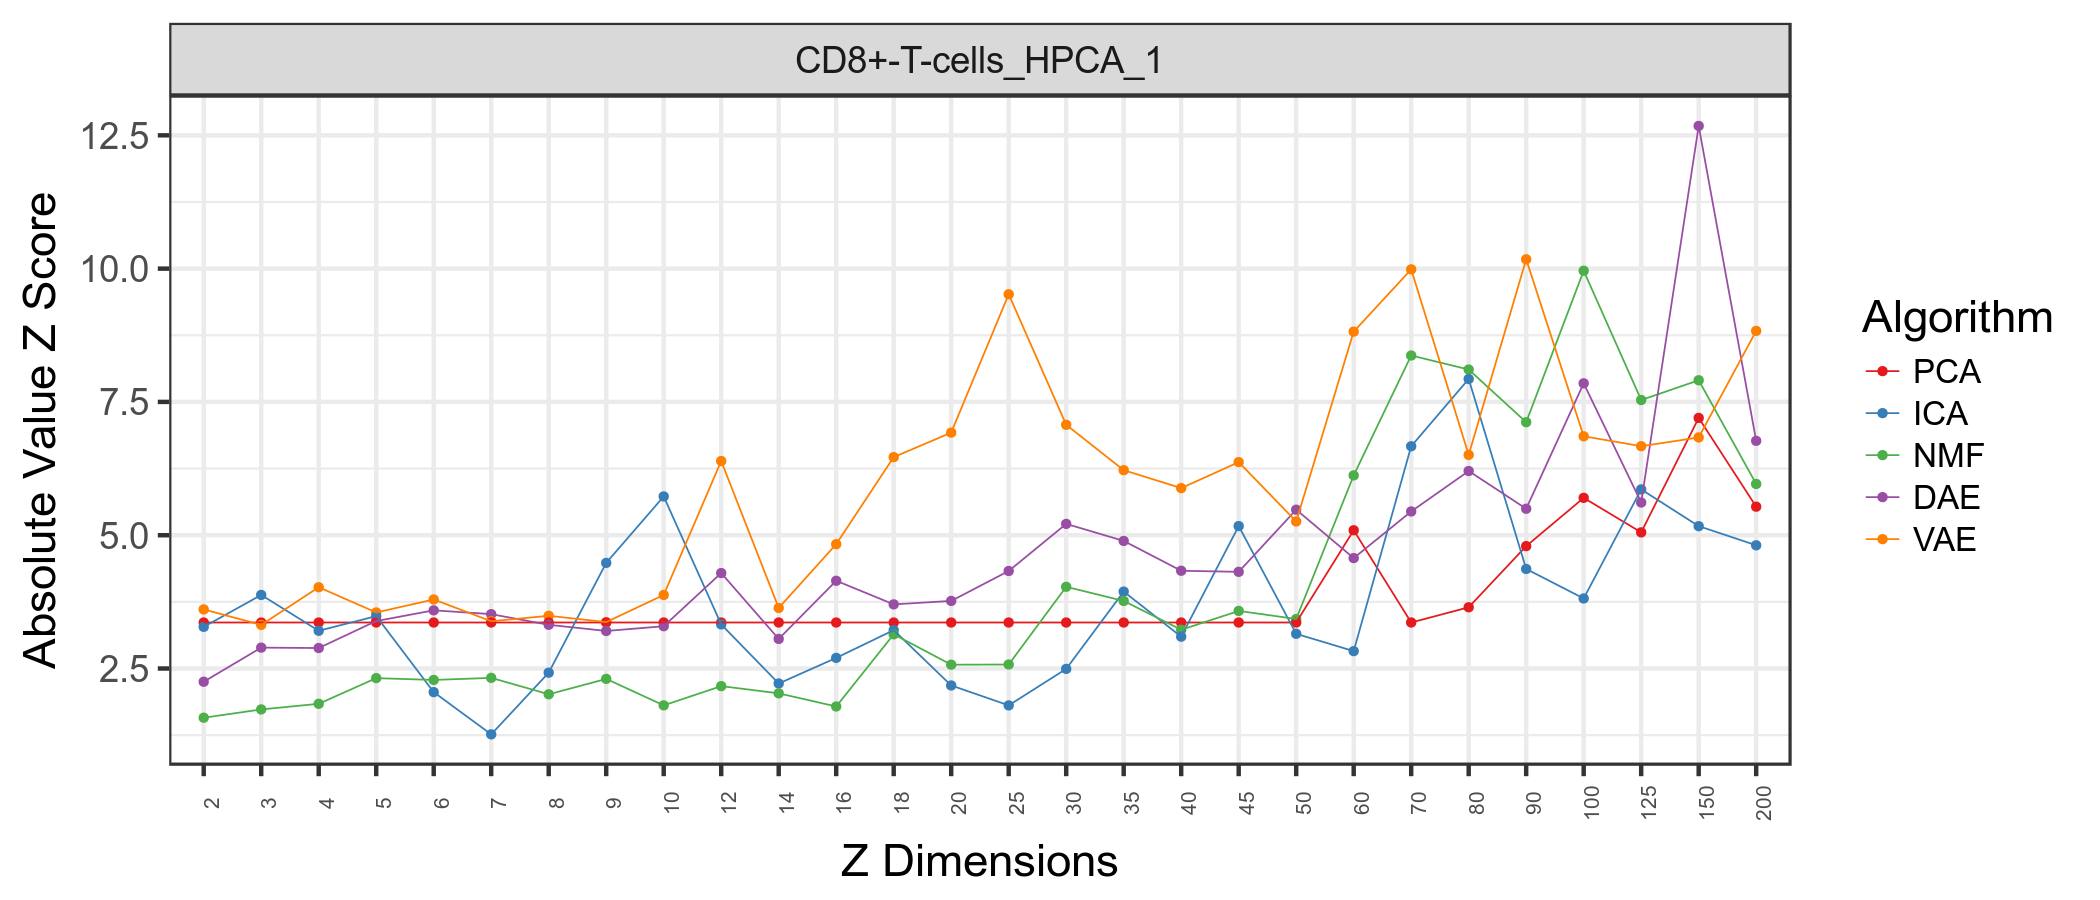 CD8+-T-cells_HPCA_1
Absolute Value Z Score
12.5
10.0
7.5
5.0
2.5
2 3 4 5 6 7 8 9 10 12 14 16 18 20 25 30 35 40 45 50 60 70 80 90 100 125 150 200
Z Dimensions
Algorithm
PCA
ICA
NMF
DAE
VAE